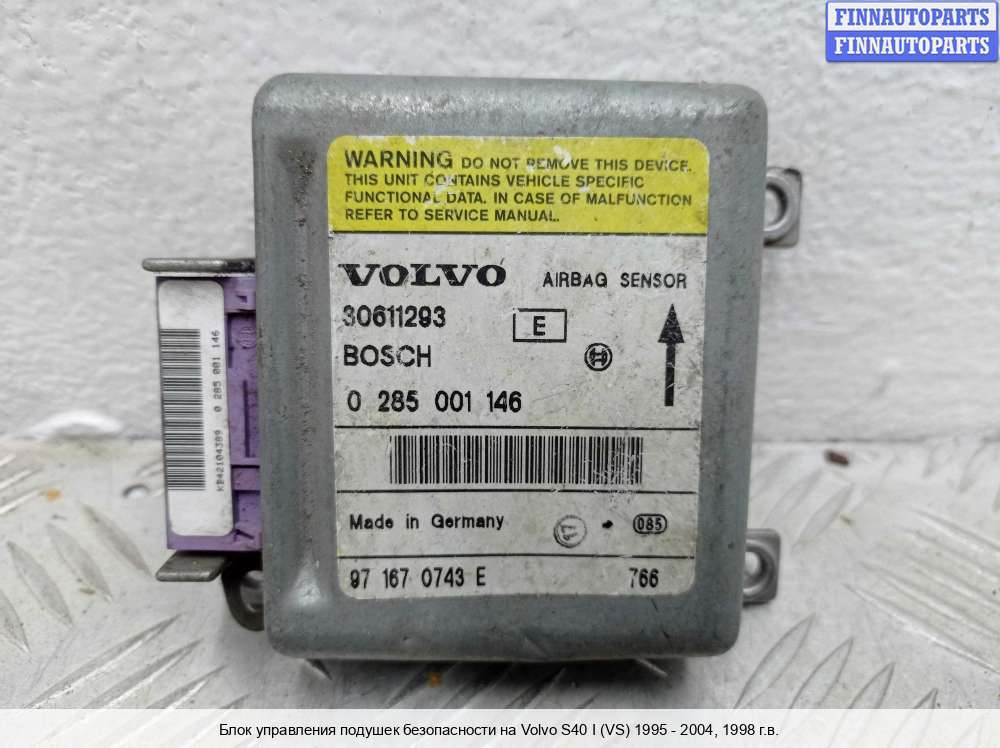 FINNAUTOPARTS
FINNAUTOPARTS
WARNING DO NOT REMOVE THIS DEVICE.
THIS UNIT CONTAINS VEHICLE SPECIFIC
FUNCTIONAL DATA. IN CASE OF MALFUNCTION
REFER TO SERVICE MANUAL.
VOLVO AIRBAG SENSOR
30611293 E
BOSCH
0 285 001 146
Made in Germany 97 085
97 167 0743 E 766
KB42104389 0 285 001 146
Блок управления подушек безопасности на Volvo S40 I (VS) 1995 - 2004, 1998 г.в.